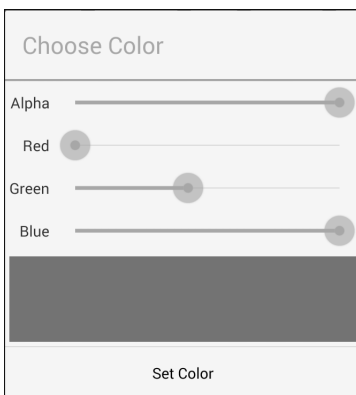 Choose Color
Alpha
Red
Green
Blue
Set Color